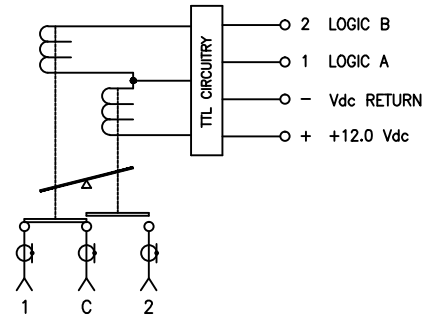 2 LOGIC B
1 LOGIC A
− Vdc RETURN
+ +12.0 Vdc
TTL CIRCUITRY
1 C 2